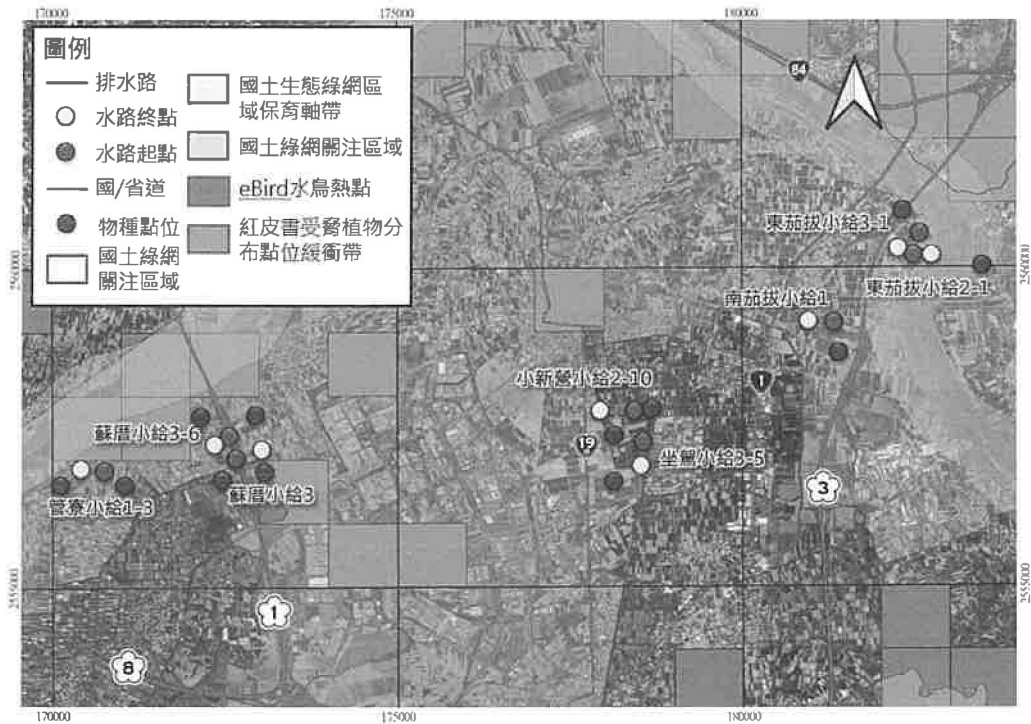 170000
175000
180000
圖例
排水路
水路終點
水路起點
國/省道
物種點位
國土綠網
關注區域
國土生態綠網區
域保育軸帶
國土綠網關注區域
eBird水鳥熱點
紅皮書受脅植物分
布點位緩衝帶
84
東茄拔小給3-1
2560000
2560000
東茄拔小給2-1
南茄拔小給1
小新營小給2-10
1
蘇厝小給3-6
19
坐駕小給3-5
蘇厝小給3
管寮小給1-3
3
2555000
2555000
1
8
170000
175000
180000